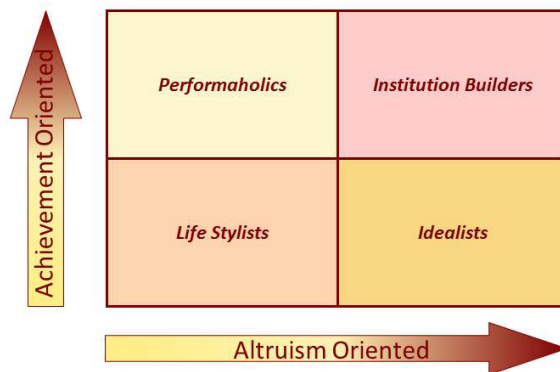 Achievement Oriented
Performaholics
Institution Builders
Life Stylists
Idealists
Altruism Oriented